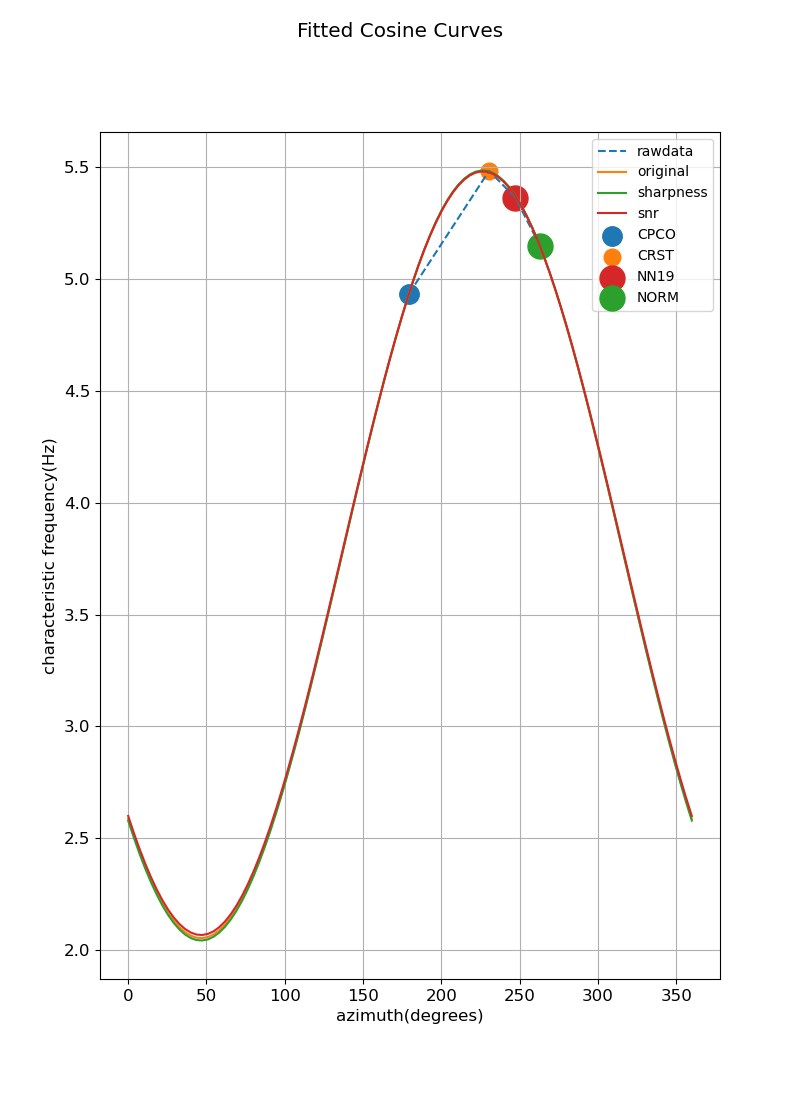 Fitted Cosine Curves
rawdata
original
sharpness
snr
CPCO
CRST
NN19
NORM
characteristic frequency(Hz)
5.5
5.0
4.5
4.0
3.5
3.0
2.5
2.0
0 50 100 150 200 250 300 350
azimuth(degrees)